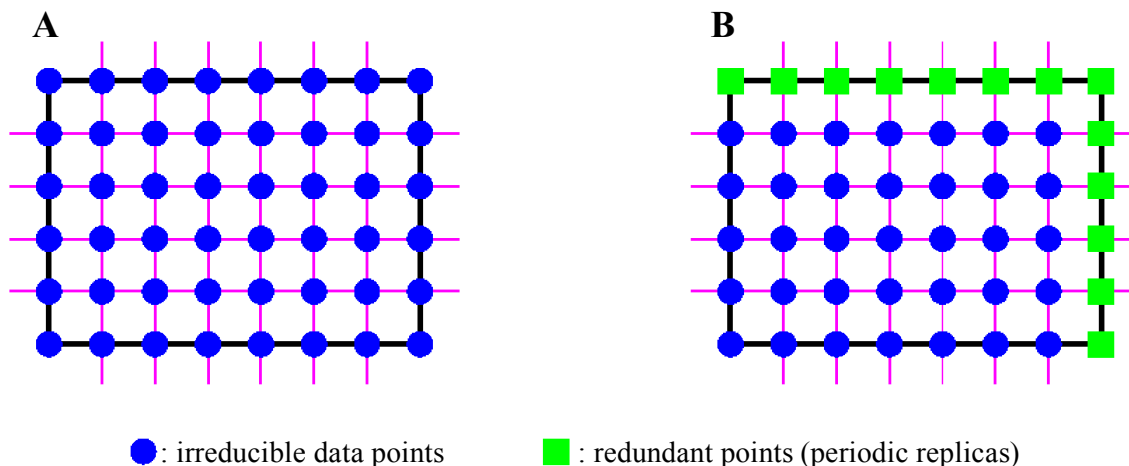 A
B
: irreducible data points
: redundant points (periodic replicas)